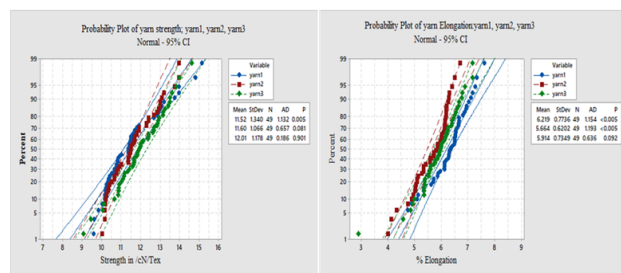 Probability Plot of yarn strength; yarn1, yarn2, yarn3
Normal - 95% CI
99
95
90
80
70
60
50
40
30
20
10
5
1
Percent
7 8 9 10 11 12 13 14 15 16
Strength in /cN/Tex
Variable
yarn1
yarn2
yarn3
Mean StDev N AD P
11.52 1.340 49 1.132 0.005
11.60 1.066 49 0.657 0.081
12.01 1.178 49 0.186 0.901
Probability Plot of yarn Elongation:yarn1, yarn2, yarn3
Normal - 95% CI
99
95
90
80
70
60
50
40
30
20
10
5
1
Percent
3 4 5 6 7 8 9
% Elongation
Variable
yarn1
yarn2
yarn3
Mean StDev N AD P
6.219 0.7736 49 1.154 <0.005
5.664 0.6202 49 1.193 <0.005
5.914 0.7349 49 0.636 0.092